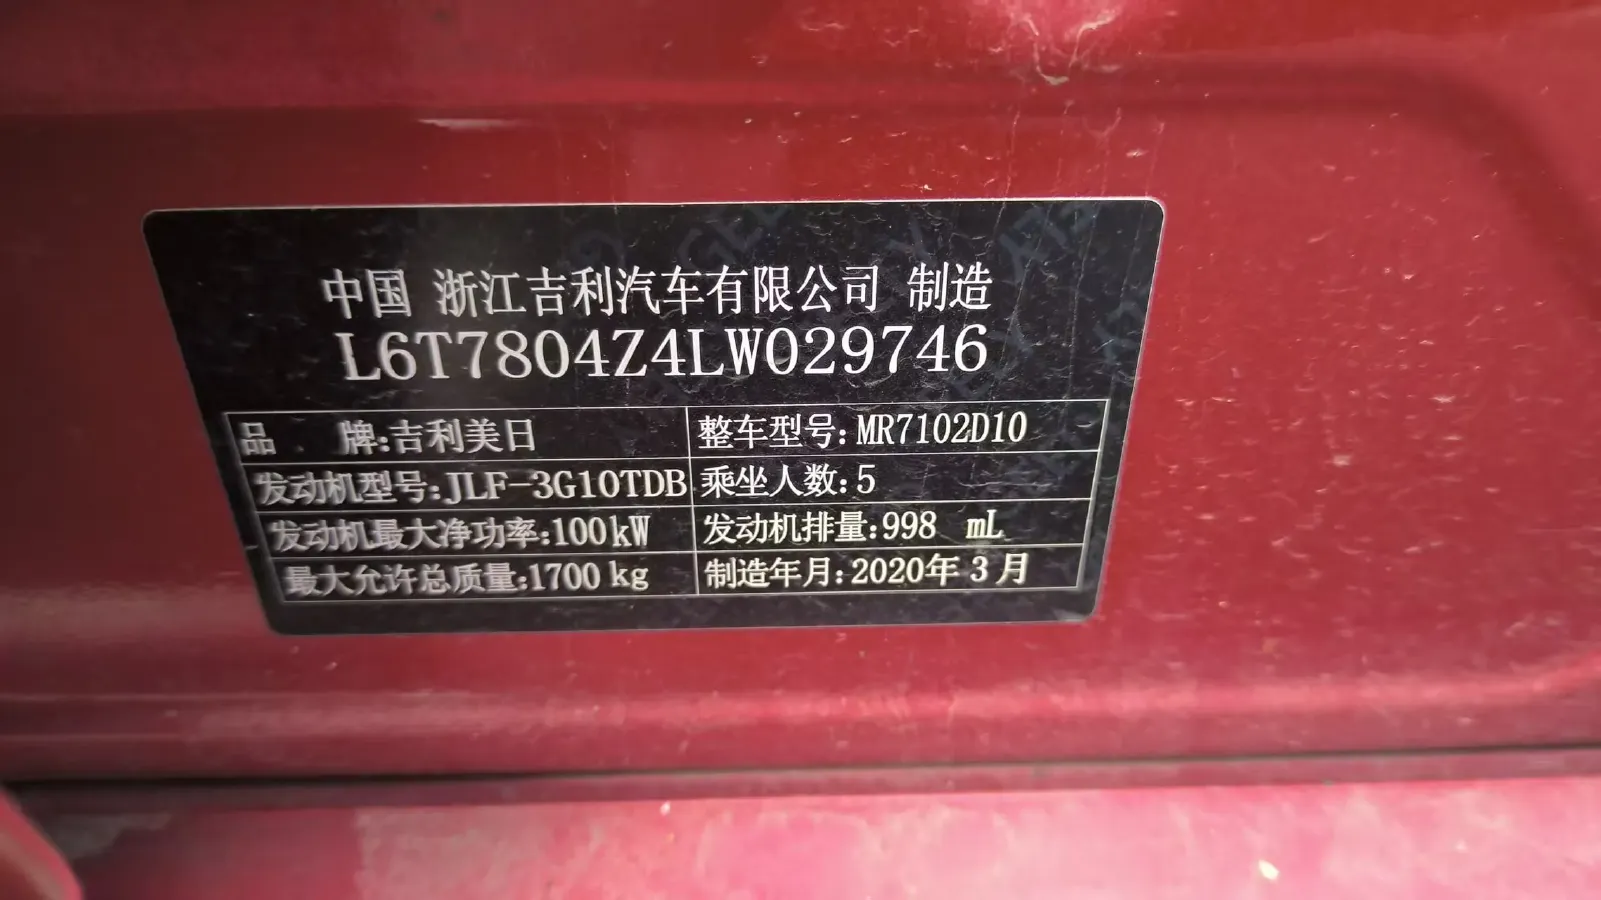 中国 浙江吉利汽车有限公司 制造
L6T7804Z4LW029746
品 牌:吉利美日 整车型号:MR7102D10
发动机型号:JLF-3G10TDB 乘坐人数:5
发动机最大净功率:100kW 发动机排量:998 mL
最大允许总质量:1700kg 制造年月:2020年3月